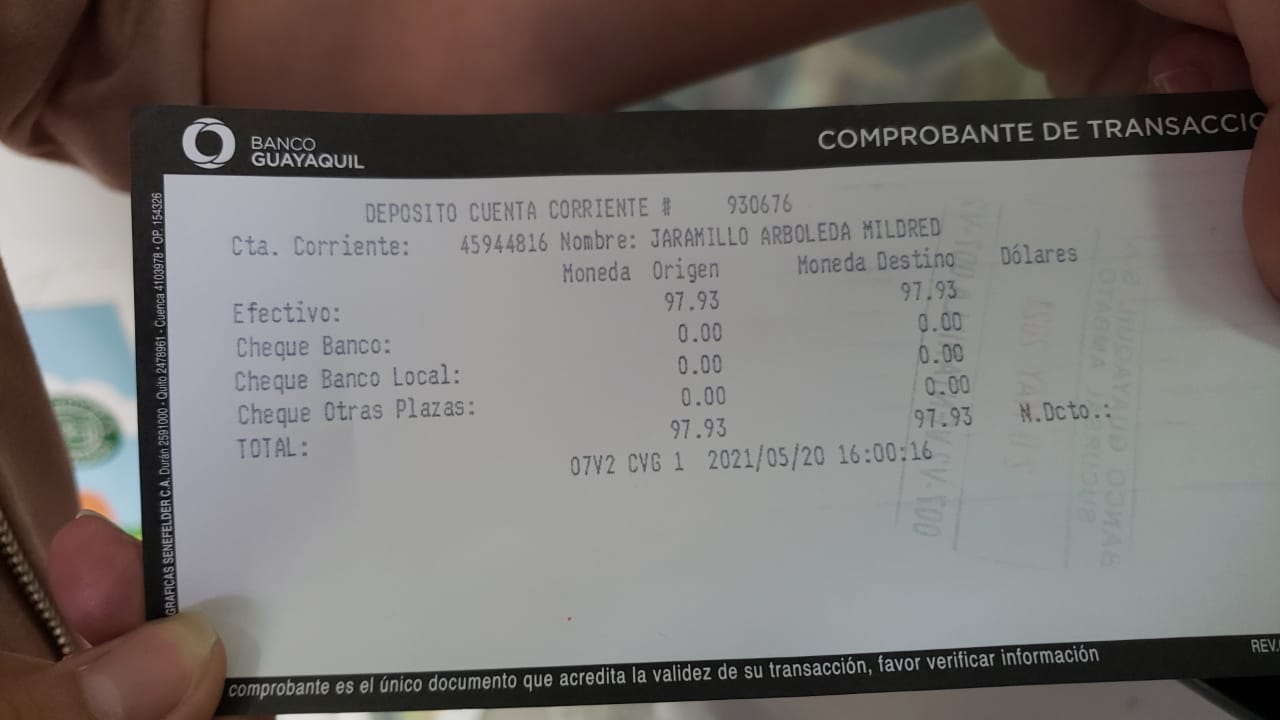 BANCO
GUAYAQUIL
COMPROBANTE DE TRANSACCIO
DEPOSITO CUENTA CORRIENTE # 930676
Cta. Corriente: 45944816 Nombre: JARAMILLO ARBOLEDA MILDRED
Moneda Origen Moneda Destino Dólares
Efectivo: 97.93 97.93
Cheque Banco: 0.00 0.00
Cheque Banco Local: 0.00 0.00
Cheque Otras Plazas: 0.00 0.00
TOTAL: 97.93 97.93 N.Dcto.:
07V2 CVG 1 2021/05/20 16:00:16
GRAFICAS SENEFELDER C.A. Durán 2591000 - Quito 2478961 - Cuenca 4103978 - OP. 154326
comprobante es el único documento que acredita la validez de su transacción, favor verificar información
REV.